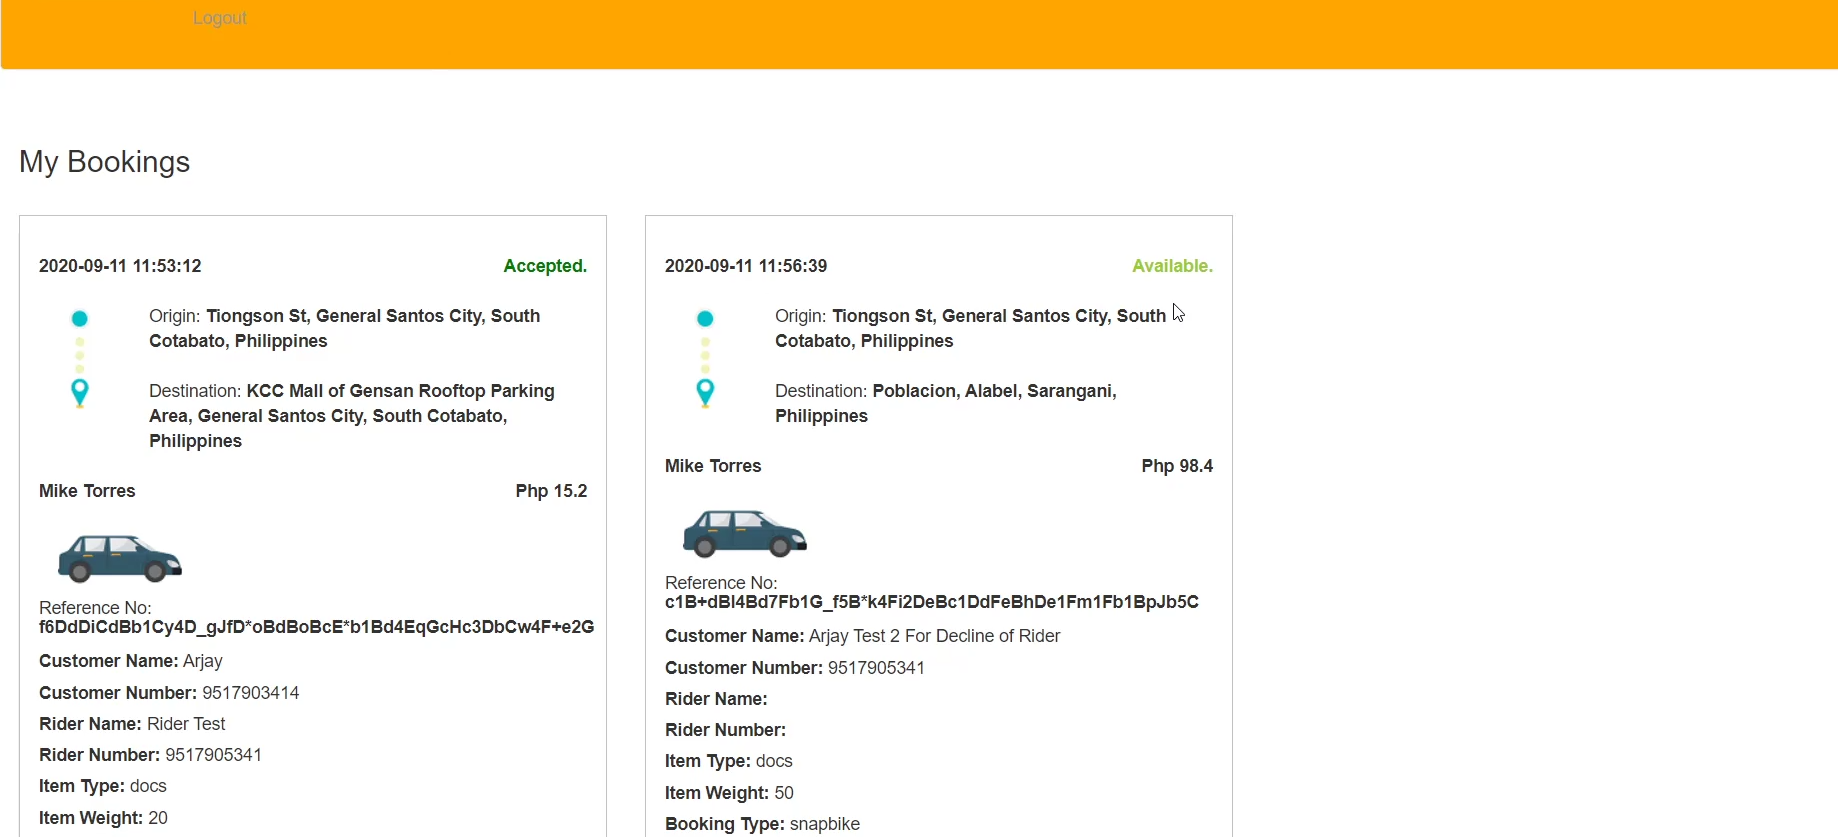 Logout
My Bookings
2020-09-11 11:53:12 Accepted.
Origin: Tiongson St, General Santos City, South
Cotabato, Philippines
Destination: KCC Mall of Gensan Rooftop Parking
Area, General Santos City, South Cotabato,
Philippines
Mike Torres Php 15.2
Reference No:
f6DdDiCdBb1Cy4D_gJfD*oBdBoBcE*b1Bd4EqGcHc3DbCw4F+e2G
Customer Name: Arjay
Customer Number: 9517903414
Rider Name: Rider Test
Rider Number: 9517905341
Item Type: docs
Item Weight: 20
2020-09-11 11:56:39 Available.
Origin: Tiongson St, General Santos City, South
Cotabato, Philippines
Destination: Poblacion, Alabel, Sarangani,
Philippines
Mike Torres Php 98.4
Reference No:
c1B+dBI4Bd7Fb1G_f5B*k4Fi2DeBc1DdFeBhDe1Fm1Fb1BpJb5C
Customer Name: Arjay Test 2 For Decline of Rider
Customer Number: 9517905341
Rider Name:
Rider Number:
Item Type: docs
Item Weight: 50
Booking Type: snapbike